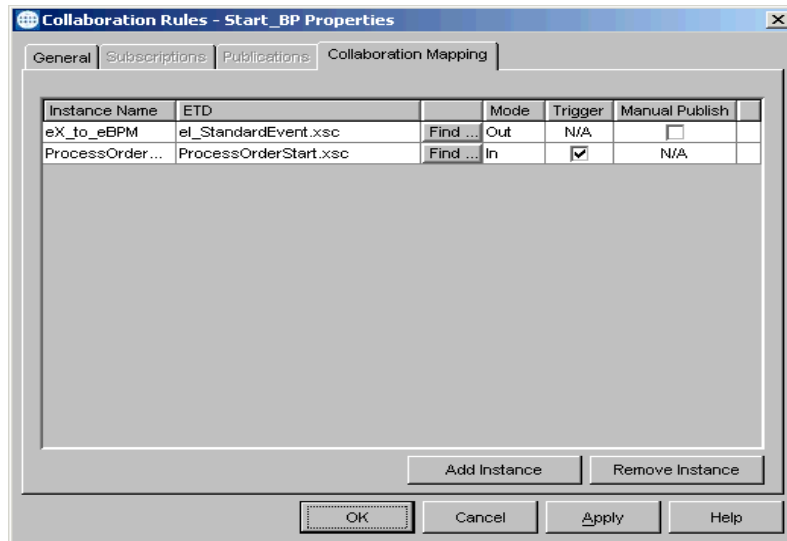 Collaboration Rules - Start_BP Properties
General Subscriptions Publications Collaboration Mapping
Instance Name ETD Mode Trigger Manual Publish
eX_to_eBPM eI_StandardEvent.xsc Find ... Out N/A
ProcessOrder... ProcessOrderStart.xsc Find ... In N/A
Add Instance Remove Instance
OK Cancel Apply Help